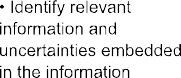 • Identify relevant
information and
uncertainties embedded
in the information